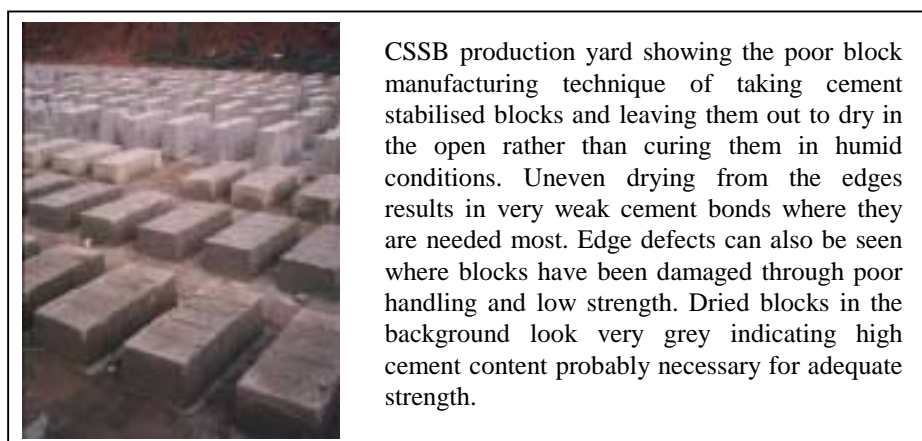 CSSB production yard showing the poor block
manufacturing technique of taking cement
stabilised blocks and leaving them out to dry in
the open rather than curing them in humid
conditions. Uneven drying from the edges
results in very weak cement bonds where they
are needed most. Edge defects can also be seen
where blocks have been damaged through poor
handling and low strength. Dried blocks in the
background look very grey indicating high
cement content probably necessary for adequate
strength.